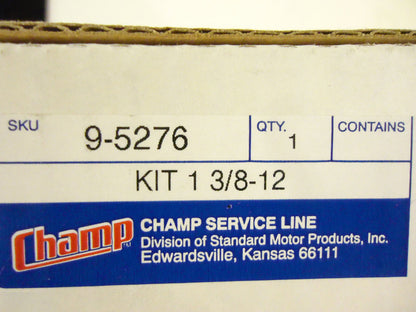 SKU 9-5276 QTY. 1 CONTAINS
KIT 1 3/8-12
Champ
CHAMP SERVICE LINE
Division of Standard Motor Products, Inc.
Edwardsville, Kansas 66111